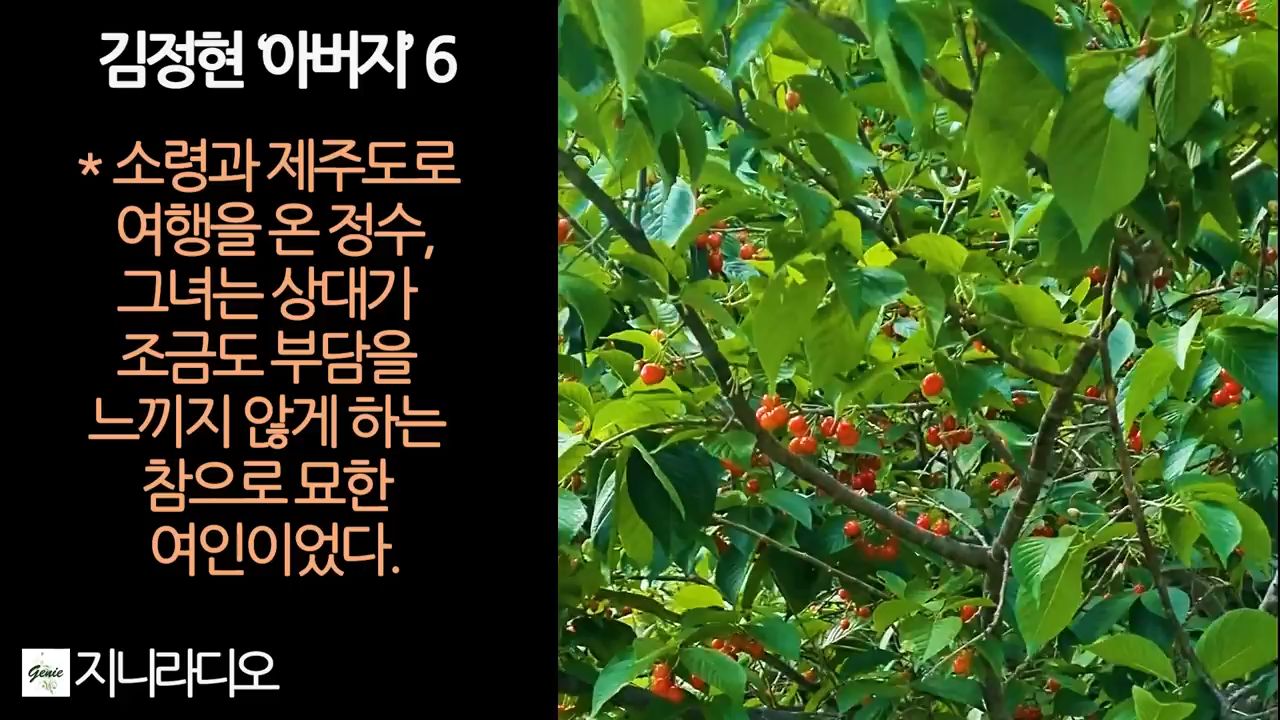 김정현 '아버지' 6
* 소령과 제주도로
여행을 온 정수,
그녀는 상대가
조금도 부담을
느끼지 않게 하는
참으로 묘한
여인이었다.
Genie
지니라디오